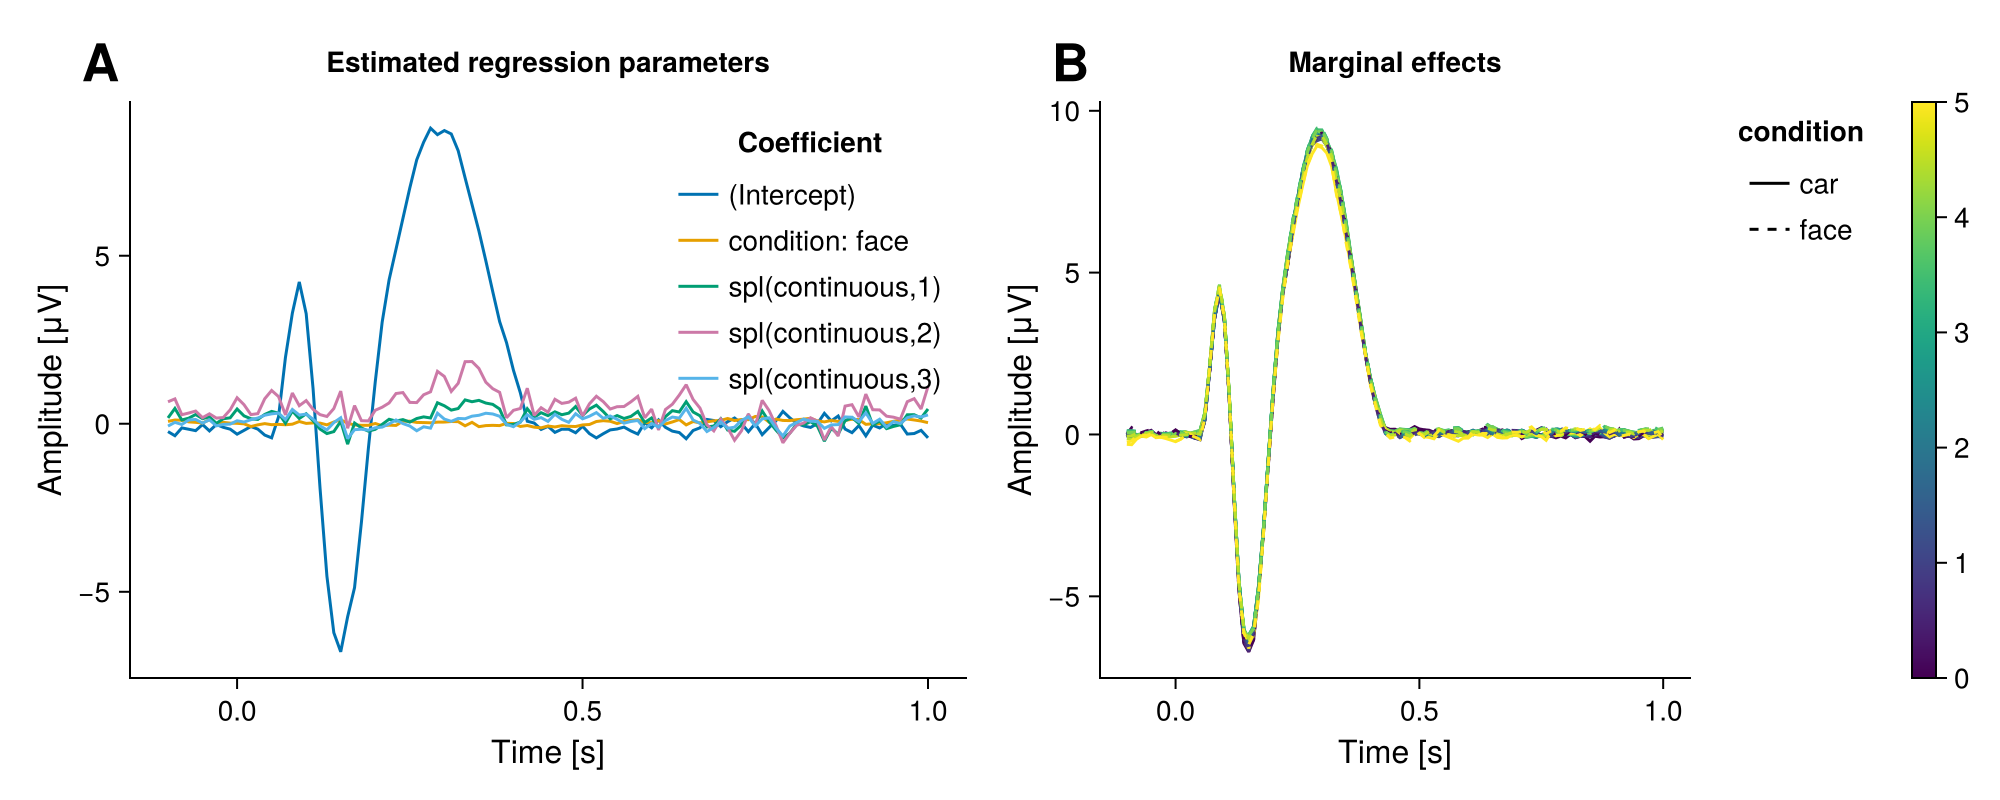 A
Estimated regression parameters
Amplitude [µV]
5
0
−5
0.0
0.5
1.0
Time [s]
Coefficient
(Intercept)
condition: face
spl(continuous,1)
spl(continuous,2)
spl(continuous,3)
B
Marginal effects
Amplitude [µV]
10
5
0
−5
0.0
0.5
1.0
Time [s]
condition
car
face
5
4
3
2
1
0